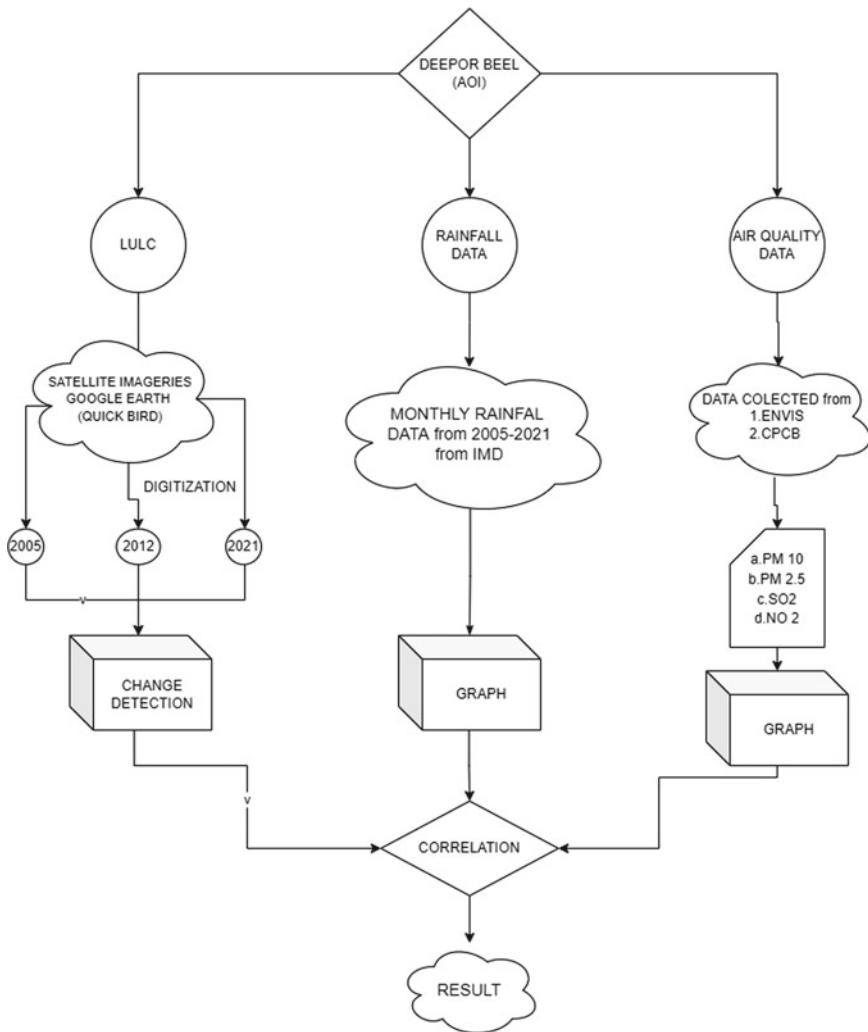 DEEPOR BEEL
(AOI)
LULC
RAINFALL
DATA
AIR QUALITY
DATA
SATELLITE IMAGERIES
GOOGLE EARTH
(QUICK BIRD)
MONTHLY RAINFAL
DATA from 2005-2021
from IMD
DATA COLECTED from
1.ENVIS
2.CPCB
DIGITIZATION
2005
2012
2021
v
a.PM 10
b.PM 2.5
c.SO2
d.NO 2
CHANGE
DETECTION
GRAPH
GRAPH
v
CORRELATION
RESULT